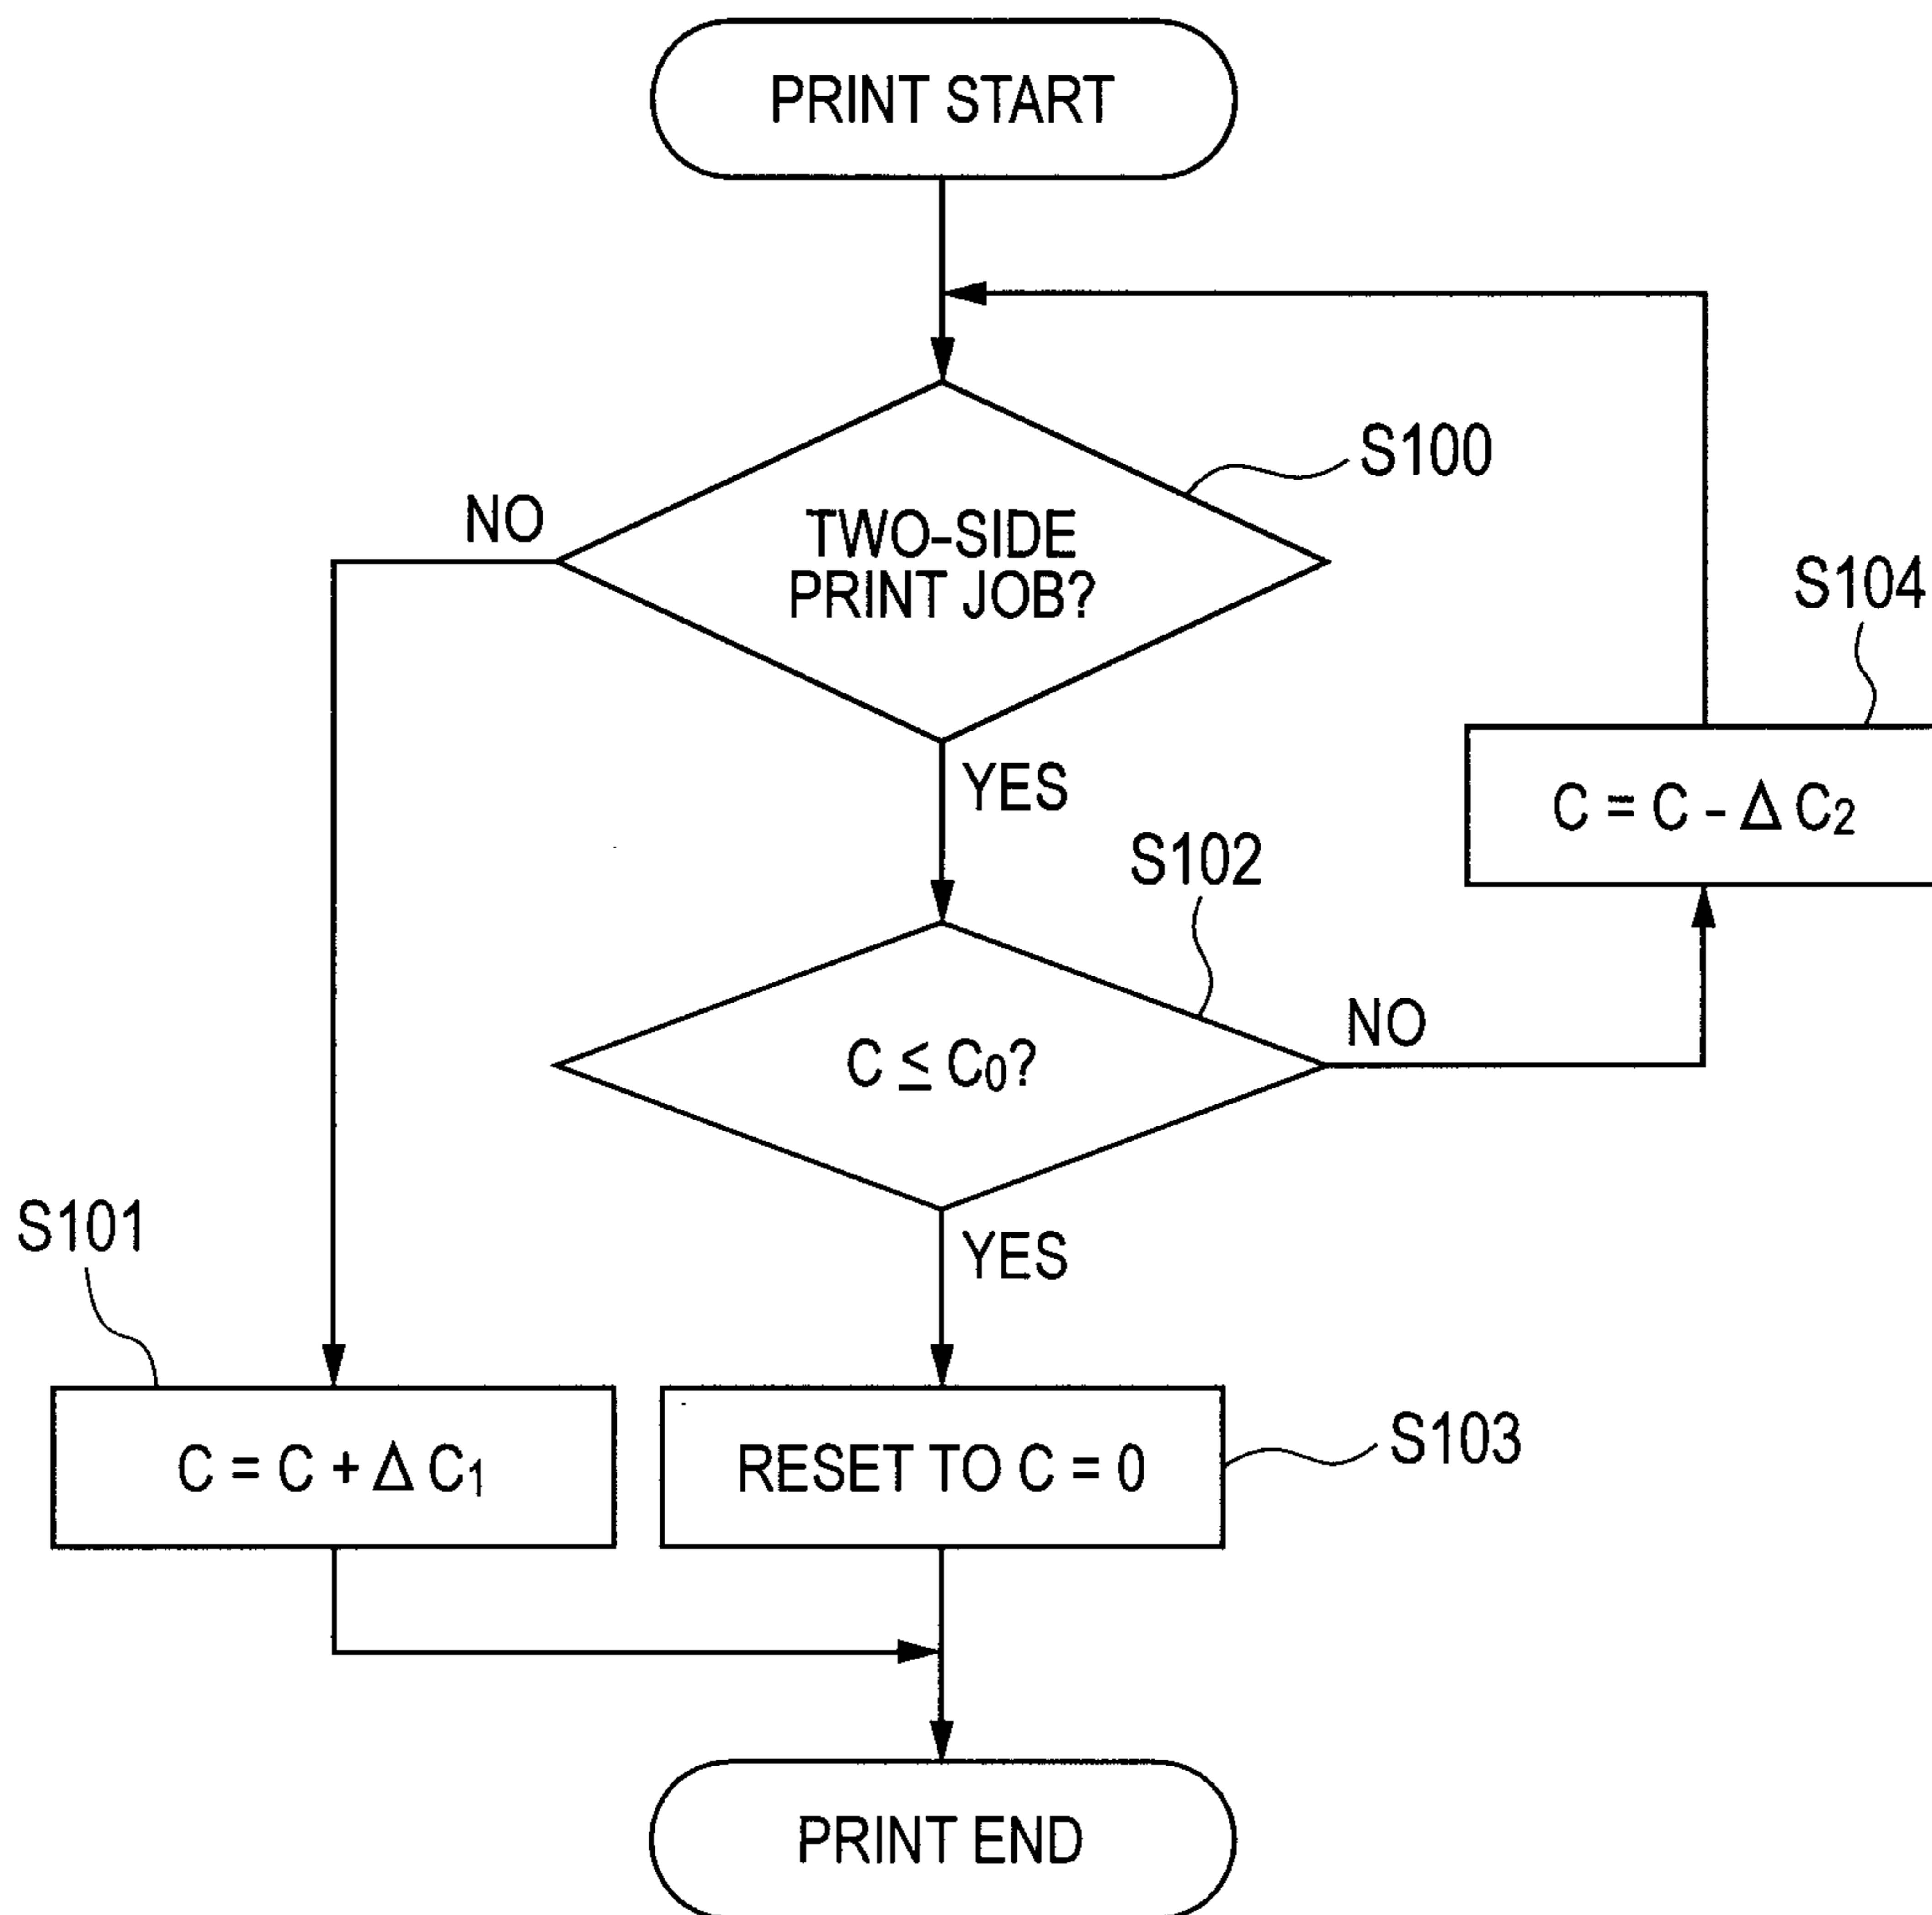 PRINT START
S100
NO
TWO-SIDE
PRINT JOB?
S104
YES
C = C - Δ C₂
S102
C ≤ C₀?
NO
S101
YES
C = C + Δ C₁
RESET TO C = 0
S103
PRINT END